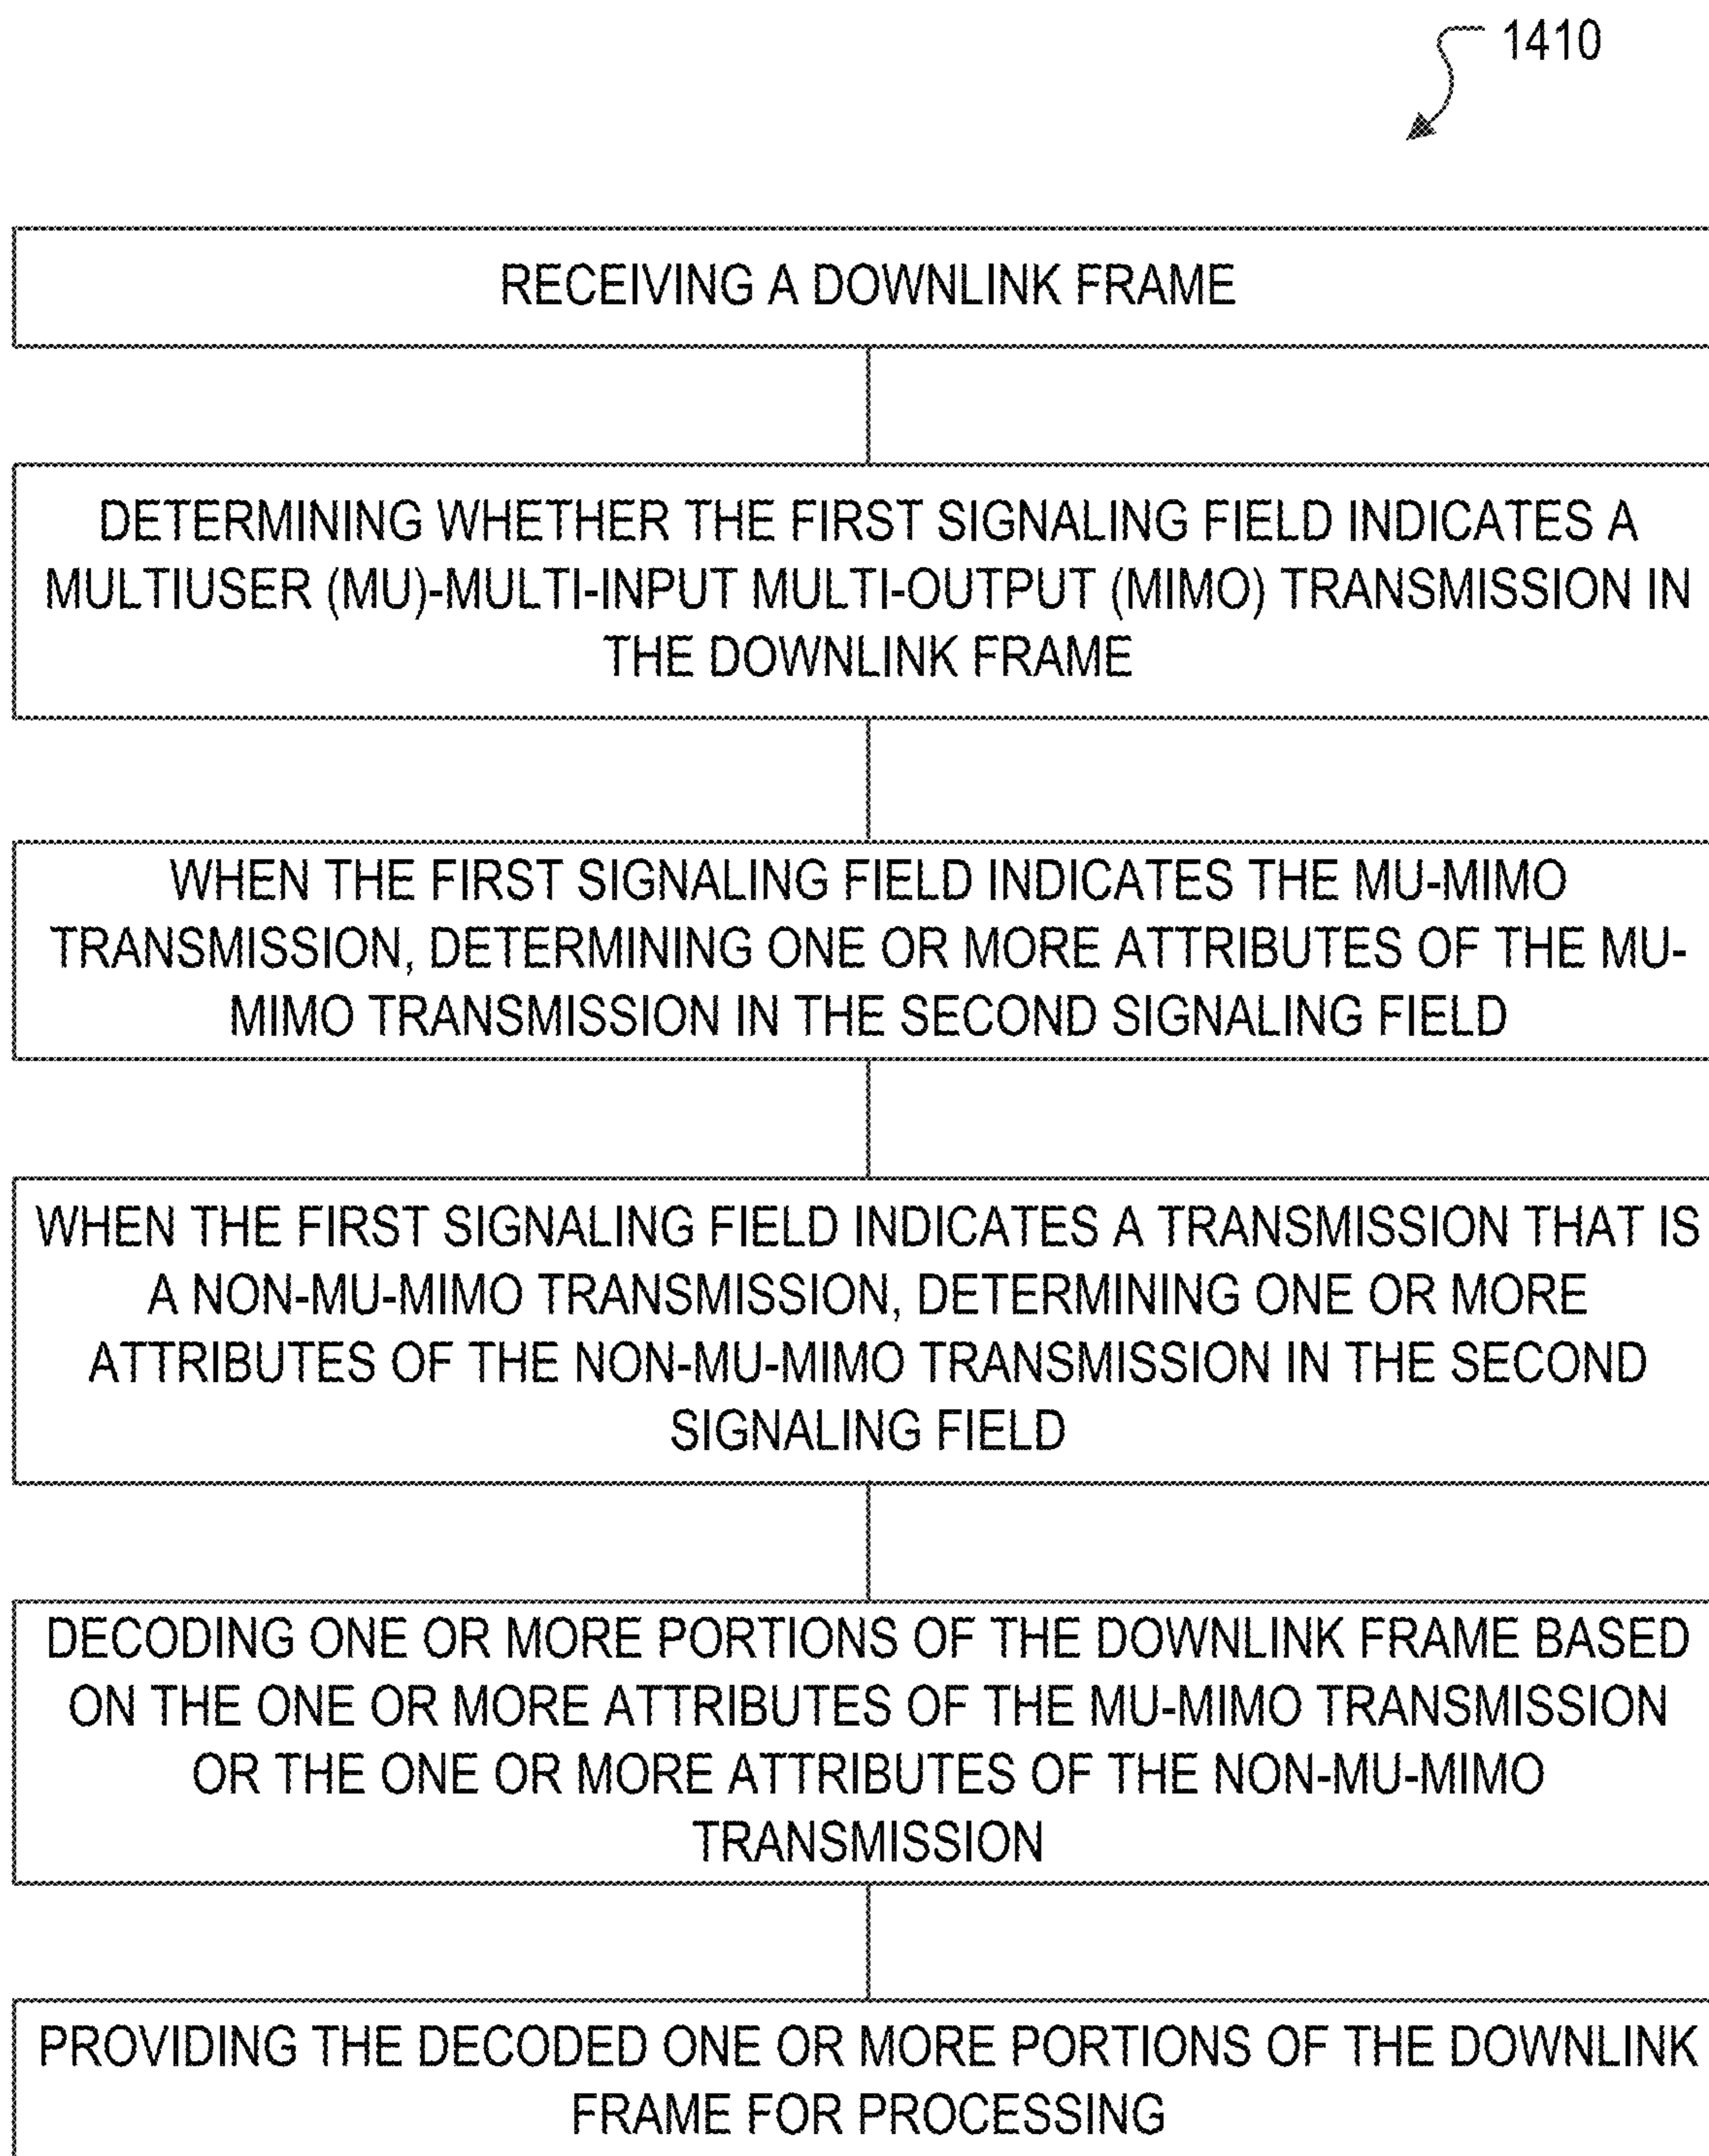 1410
RECEIVING A DOWNLINK FRAME
DETERMINING WHETHER THE FIRST SIGNALING FIELD INDICATES A
MULTIUSER (MU)-MULTI-INPUT MULTI-OUTPUT (MIMO) TRANSMISSION IN
THE DOWNLINK FRAME
WHEN THE FIRST SIGNALING FIELD INDICATES THE MU-MIMO
TRANSMISSION, DETERMINING ONE OR MORE ATTRIBUTES OF THE MU-
MIMO TRANSMISSION IN THE SECOND SIGNALING FIELD
WHEN THE FIRST SIGNALING FIELD INDICATES A TRANSMISSION THAT IS
A NON-MU-MIMO TRANSMISSION, DETERMINING ONE OR MORE
ATTRIBUTES OF THE NON-MU-MIMO TRANSMISSION IN THE SECOND
SIGNALING FIELD
DECODING ONE OR MORE PORTIONS OF THE DOWNLINK FRAME BASED
ON THE ONE OR MORE ATTRIBUTES OF THE MU-MIMO TRANSMISSION
OR THE ONE OR MORE ATTRIBUTES OF THE NON-MU-MIMO
TRANSMISSION
PROVIDING THE DECODED ONE OR MORE PORTIONS OF THE DOWNLINK
FRAME FOR PROCESSING